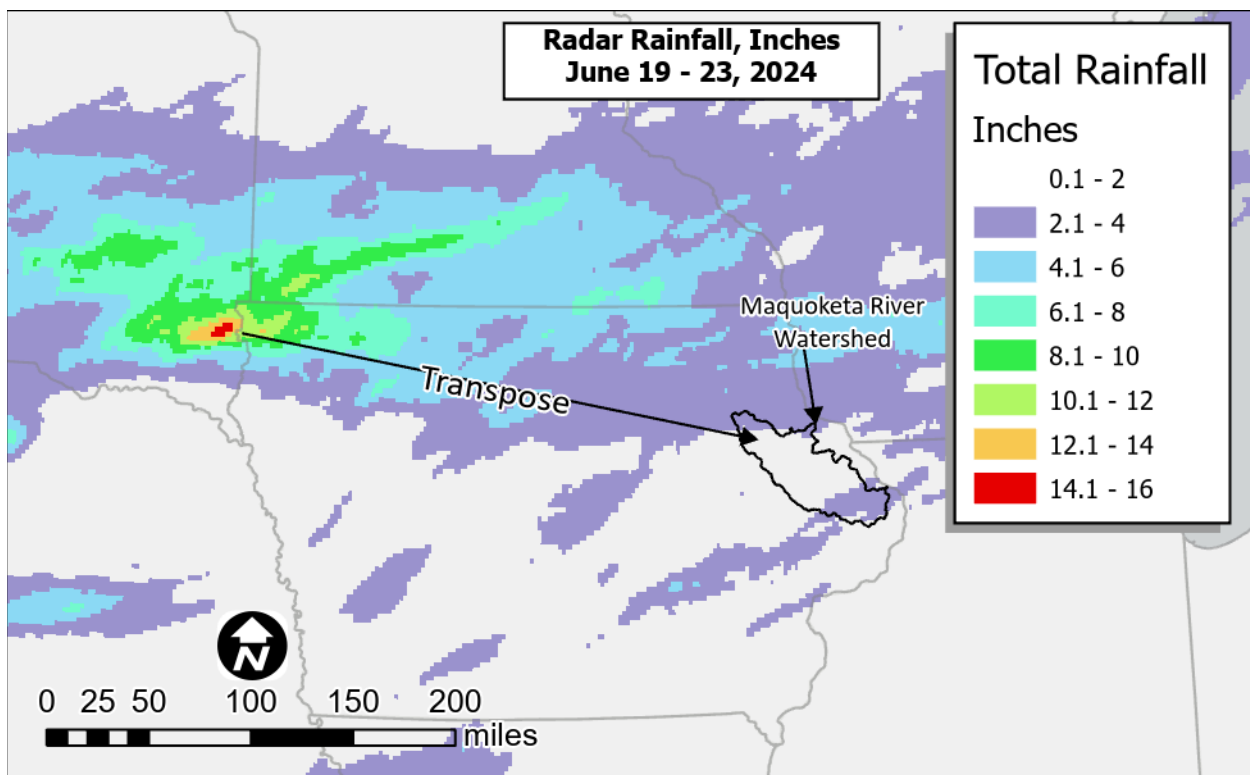 Radar Rainfall, Inches
June 19 - 23, 2024
Total Rainfall
Inches
0.1 - 2
2.1 - 4
4.1 - 6
6.1 - 8
8.1 - 10
10.1 - 12
12.1 - 14
14.1 - 16
Maquoketa River
Watershed
Transpose
N
0 25 50 100 150 200
miles